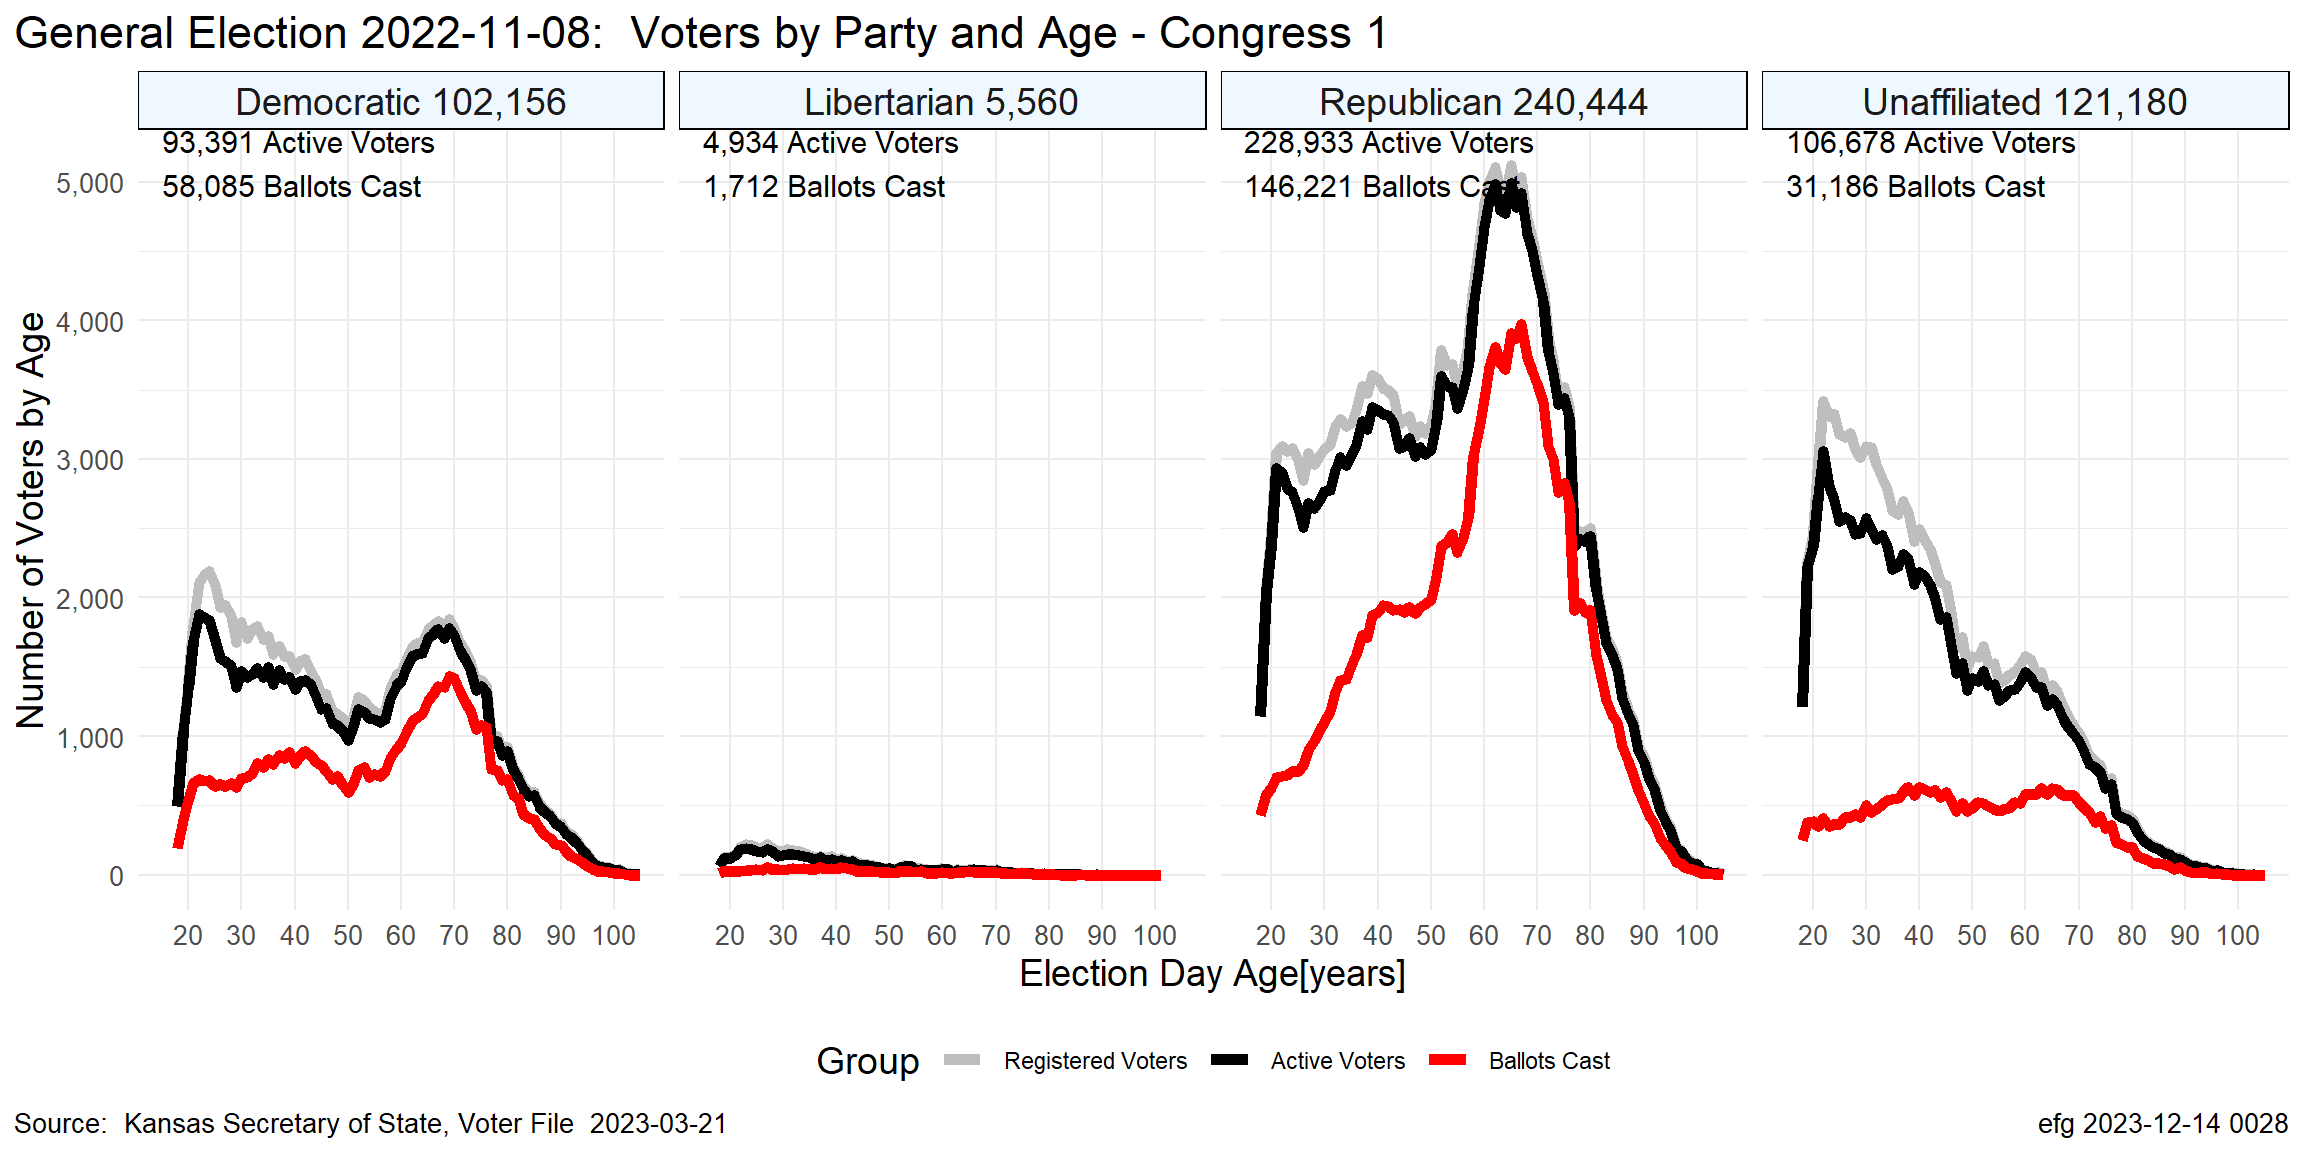 General Election 2022-11-08:  Voters by Party and Age - Congress 1
Democratic 102,156
Libertarian 5,560
Republican 240,444
Unaffiliated 121,180
93,391 Active Voters
58,085 Ballots Cast
4,934 Active Voters
1,712 Ballots Cast
228,933 Active Voters
146,221 Ballots Cast
106,678 Active Voters
31,186 Ballots Cast
Number of Voters by Age
5,000
4,000
3,000
2,000
1,000
0
20 30 40 50 60 70 80 90 100
20 30 40 50 60 70 80 90 100
20 30 40 50 60 70 80 90 100
20 30 40 50 60 70 80 90 100
Election Day Age[years]
Group Registered Voters Active Voters Ballots Cast
Source:  Kansas Secretary of State, Voter File  2023-03-21
efg 2023-12-14 0028